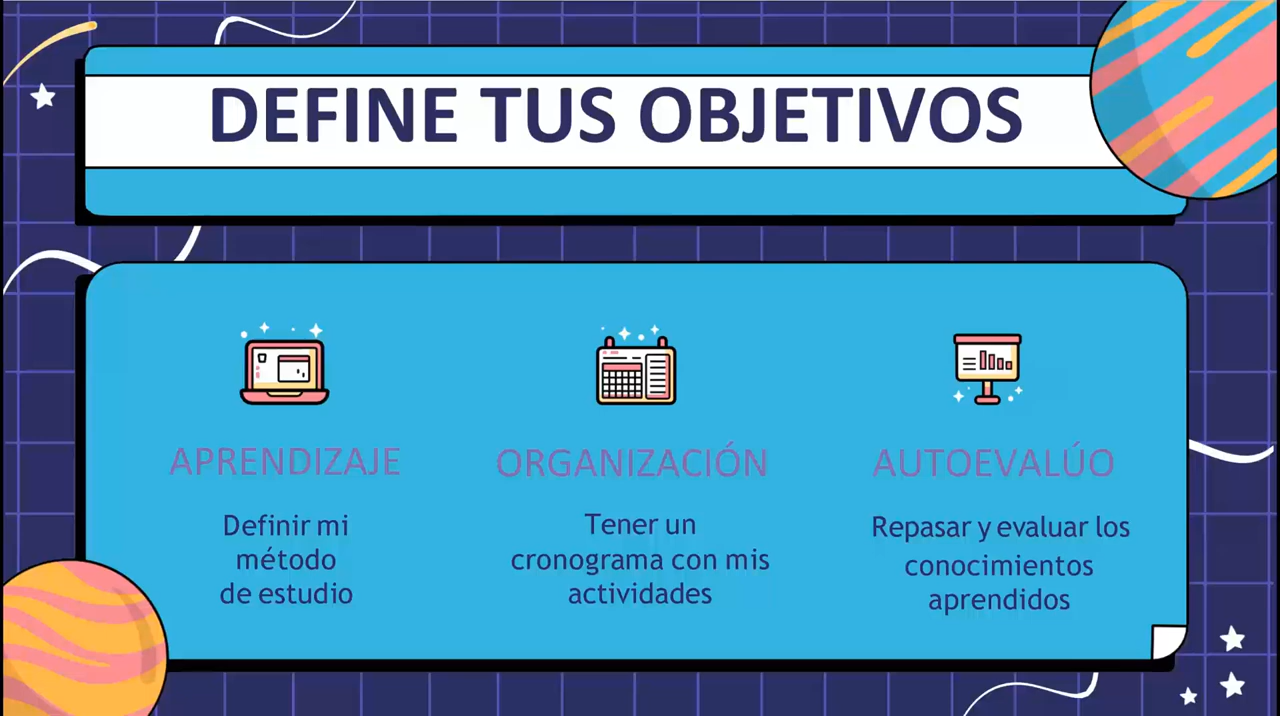 DEFINE TUS OBJETIVOS
APRENDIZAJE
Definir mi
método
de estudio
ORGANIZACIÓN
Tener un
cronograma con mis
actividades
AUTOEVALÚO
Repasar y evaluar los
conocimientos
aprendidos